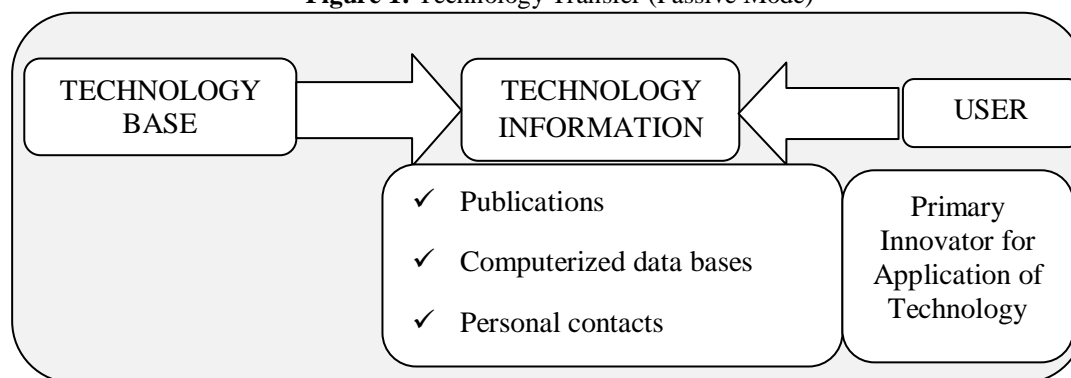 Figure 1: Technology Transfer (Passive Mode)
TECHNOLOGY
BASE
TECHNOLOGY
INFORMATION
USER
✓ Publications
✓ Computerized data bases
✓ Personal contacts
Primary
Innovator for
Application of
Technology